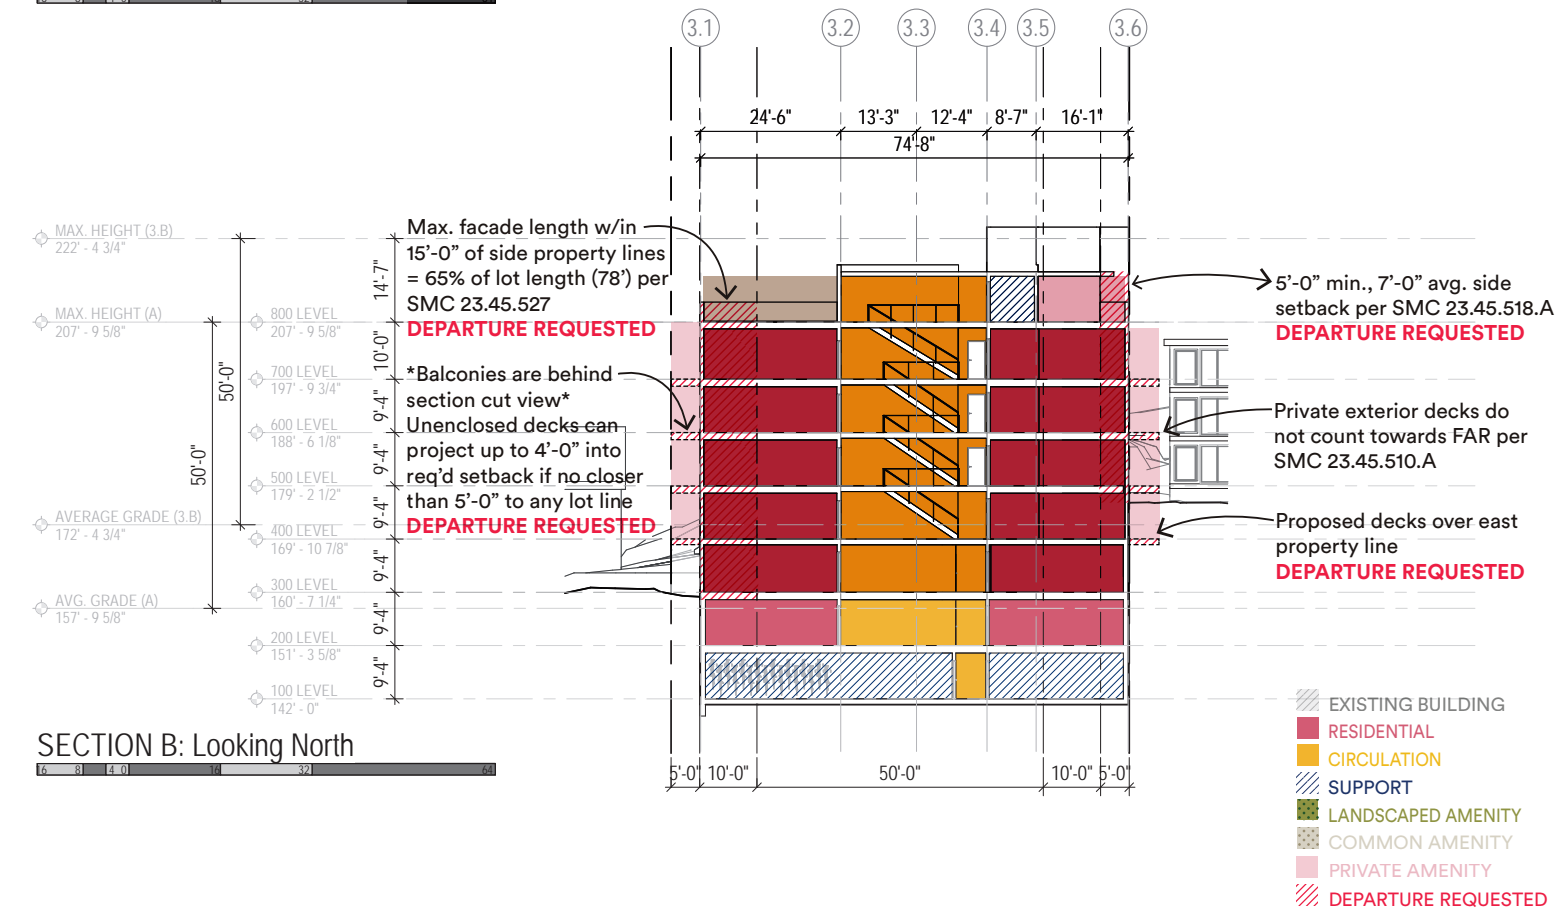 3.1
3.2
3.3
3.4
3.5
3.6
24'-6"
13'-3"
12'-4"
8'-7"
16'-1"
74'-8"
MAX. HEIGHT (3.B)
222' - 4 3/4"
MAX. HEIGHT (A)
207' - 9 5/8"
AVERAGE GRADE (3.B)
172' - 4 3/4"
AVG. GRADE (A)
157' - 9 5/8"
50'-0"
50'-0"
800 LEVEL
207' - 9 5/8"
700 LEVEL
197' - 9 3/4"
600 LEVEL
188' - 6 1/8"
500 LEVEL
179' - 2 1/2"
400 LEVEL
169' - 10 7/8"
300 LEVEL
160' - 7 1/4"
200 LEVEL
151' - 3 5/8"
100 LEVEL
142' - 0"
14'-7"
10'-0"
9'-4"
9'-4"
9'-4"
9'-4"
9'-4"
9'-4"
Max. facade length w/in
15'-0” of side property lines
= 65% of lot length (78') per
SMC 23.45.527
DEPARTURE REQUESTED
*Balconies are behind
section cut view*
Unenclosed decks can
project up to 4'-0” into
req'd setback if no closer
than 5'-0” to any lot line
DEPARTURE REQUESTED
5'-0” min., 7'-0” avg. side
setback per SMC 23.45.518.A
DEPARTURE REQUESTED
Private exterior decks do
not count towards FAR per
SMC 23.45.510.A
Proposed decks over east
property line
DEPARTURE REQUESTED
5'-0"
10'-0"
50'-0"
10'-0"
5'-0"
SECTION B: Looking North
16 8 4 0 16 32 64
EXISTING BUILDING
RESIDENTIAL
CIRCULATION
SUPPORT
LANDSCAPED AMENITY
COMMON AMENITY
PRIVATE AMENITY
DEPARTURE REQUESTED